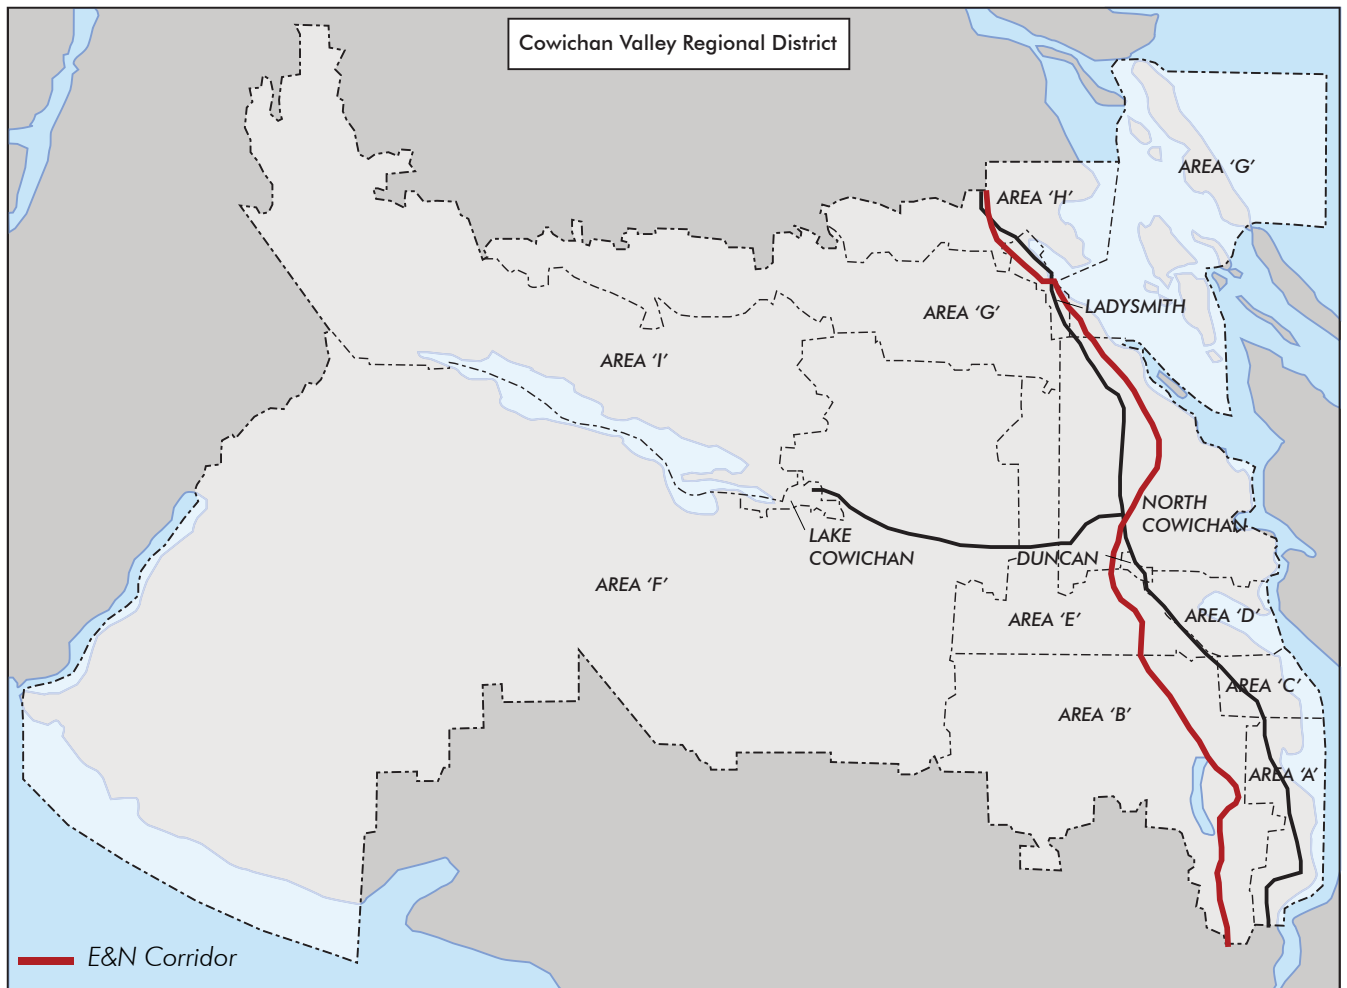 Cowichan Valley Regional District
AREA ‘G’
AREA ‘H’
LADYSMITH
AREA ‘G’
AREA ‘I’
NORTH
COWICHAN
LAKE
COWICHAN
DUNCAN
AREA ‘F’
AREA ‘E’
AREA ‘D’
AREA ‘C’
AREA ‘B’
AREA ‘A’
E&N Corridor